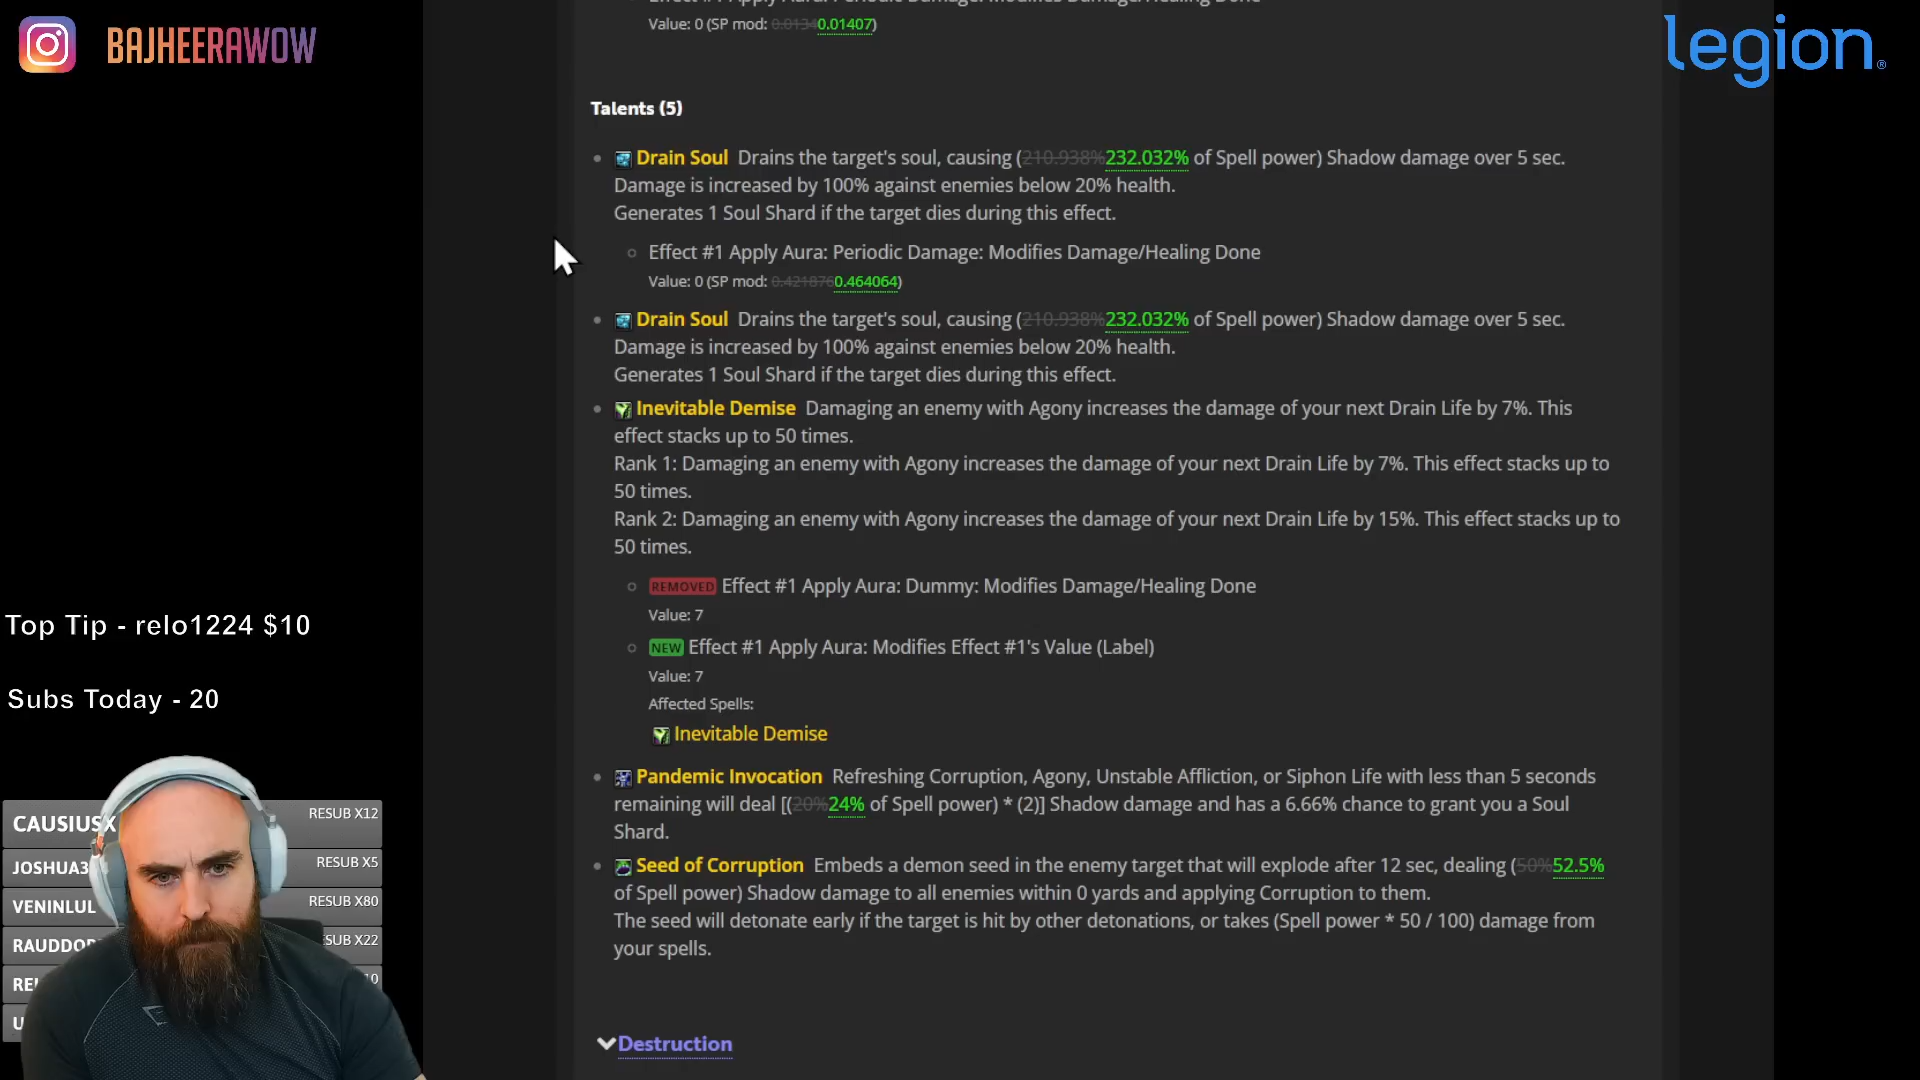 Effect #1 Apply Aura: Periodic Damage: Modifies Damage/Healing Done
Value: 0 (SP mod: 0.01340.01407)
BAJHEERAWOW
legion®
Talents (5)
Drain Soul Drains the target's soul, causing (210.938%232.032% of Spell power) Shadow damage over 5 sec.
Damage is increased by 100% against enemies below 20% health.
Generates 1 Soul Shard if the target dies during this effect.
Effect #1 Apply Aura: Periodic Damage: Modifies Damage/Healing Done
Value: 0 (SP mod: 0.4218760.464064)
Drain Soul Drains the target's soul, causing (210.938%232.032% of Spell power) Shadow damage over 5 sec.
Damage is increased by 100% against enemies below 20% health.
Generates 1 Soul Shard if the target dies during this effect.
Inevitable Demise Damaging an enemy with Agony increases the damage of your next Drain Life by 7%. This
effect stacks up to 50 times.
Rank 1: Damaging an enemy with Agony increases the damage of your next Drain Life by 7%. This effect stacks up to
50 times.
Rank 2: Damaging an enemy with Agony increases the damage of your next Drain Life by 15%. This effect stacks up to
50 times.
REMOVED Effect #1 Apply Aura: Dummy: Modifies Damage/Healing Done
Value: 7
NEW Effect #1 Apply Aura: Modifies Effect #1's Value (Label)
Value: 7
Affected Spells:
Inevitable Demise
Pandemic Invocation Refreshing Corruption, Agony, Unstable Affliction, or Siphon Life with less than 5 seconds
remaining will deal [(20%24% of Spell power) * (2)] Shadow damage and has a 6.66% chance to grant you a Soul
Shard.
Seed of Corruption Embeds a demon seed in the enemy target that will explode after 12 sec, dealing (50%52.5%
of Spell power) Shadow damage to all enemies within 0 yards and applying Corruption to them.
The seed will detonate early if the target is hit by other detonations, or takes (Spell power * 50 / 100) damage from
your spells.
Destruction
Top Tip - relo1224 $10
Subs Today - 20
CAUSIUSX RESUB X12
JOSHUA3 RESUB X5
VENINLUL RESUB X80
RAUDDO SUB X22